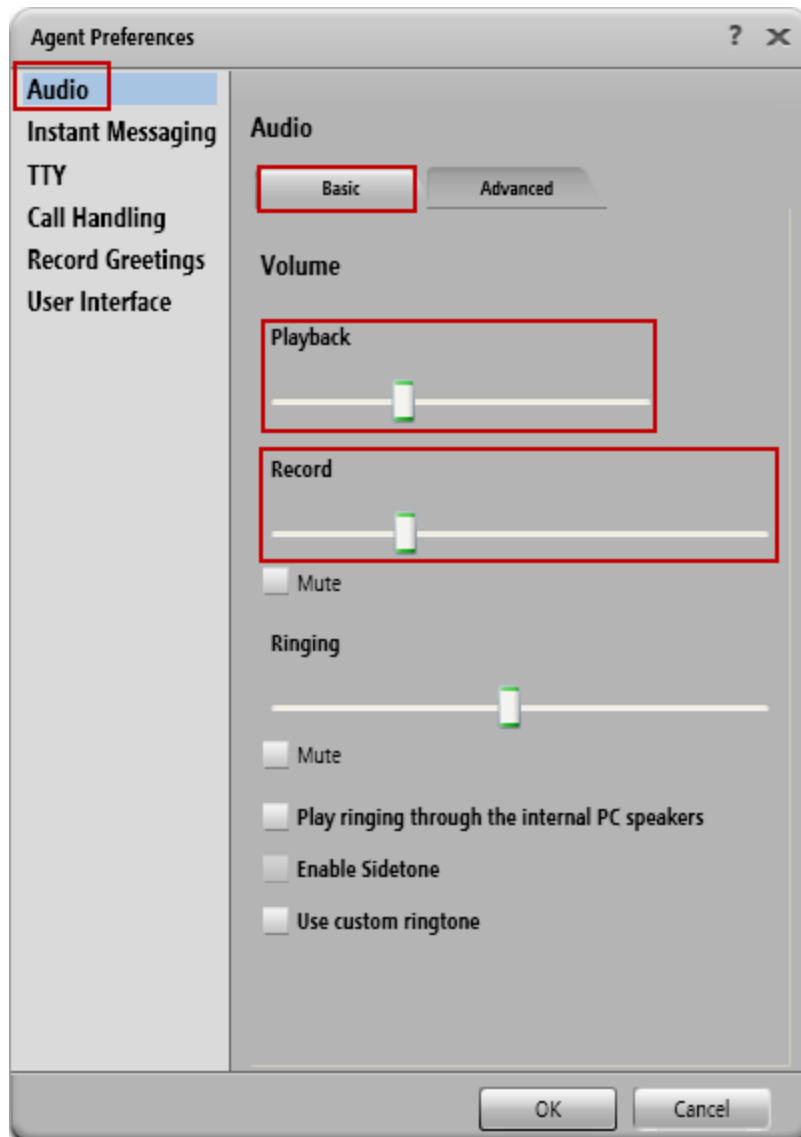 Agent Preferences ?
Audio
Instant Messaging
TTY
Call Handling
Record Greetings
User Interface
Audio
Basic Advanced
Volume
Playback
Record
Mute
Ringing
Mute
Play ringing through the internal PC speakers
Enable Sidetone
Use custom ringtone
OK Cancel